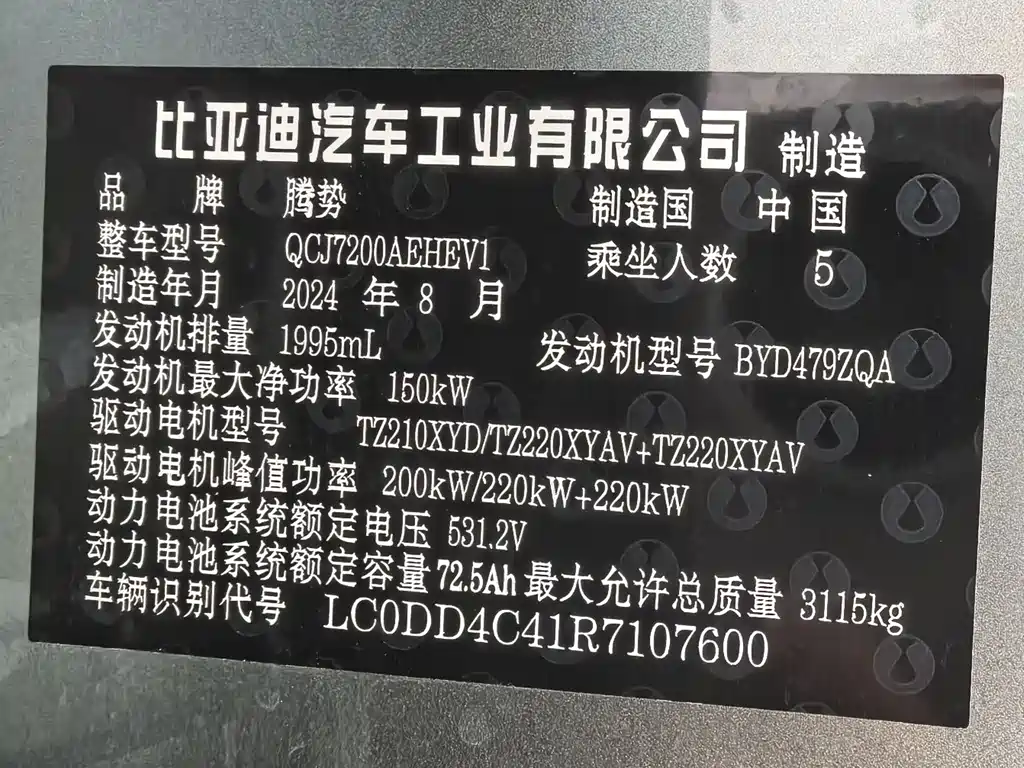 比亚迪汽车工业有限公司 制造
品 牌 腾势 制造国 中国
整车型号 QCJ7200AEHEV1 乘坐人数 5
制造年月 2024 年 8 月
发动机排量 1995mL 发动机型号 BYD479ZQA
发动机最大净功率 150kW
驱动电机型号 TZ210XYD/TZ220XYAV+TZ220XYAV
驱动电机峰值功率 200kW/220kW+220kW
动力电池系统额定电压 531.2V
动力电池系统额定容量 72.5Ah 最大允许总质量 3115kg
车辆识别代号 LC0DD4C41R7107600